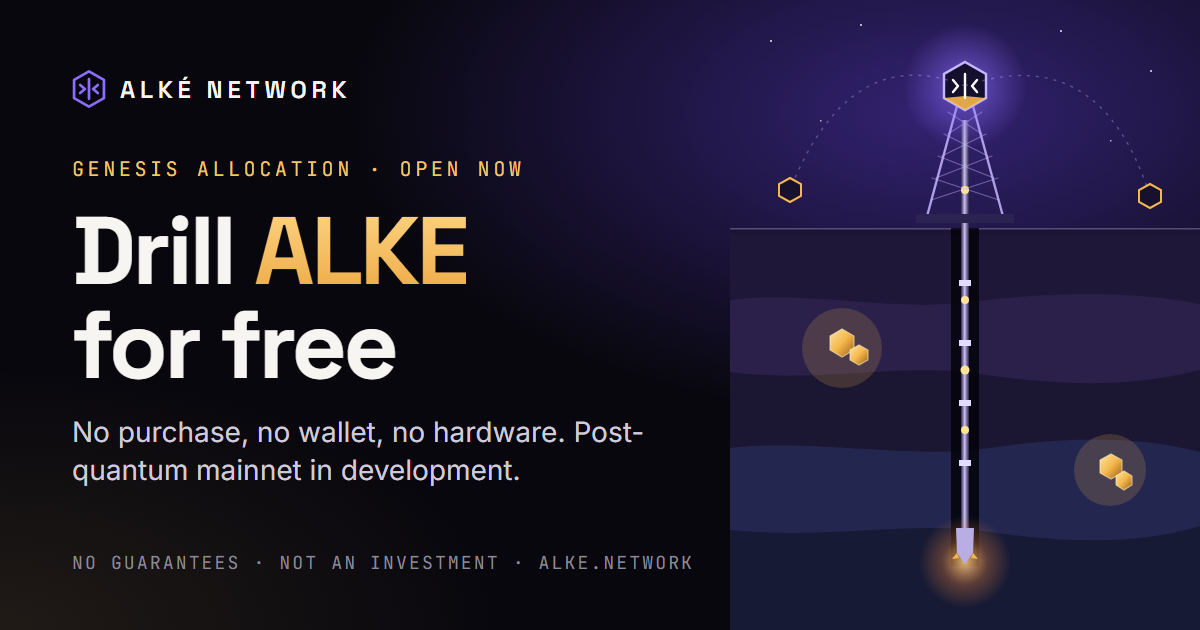 ALKÉ NETWORK
GENESIS ALLOCATION · OPEN NOW
Drill ALKE
for free
No purchase, no wallet, no hardware. Post-
quantum mainnet in development.
NO GUARANTEES · NOT AN INVESTMENT · ALKE.NETWORK